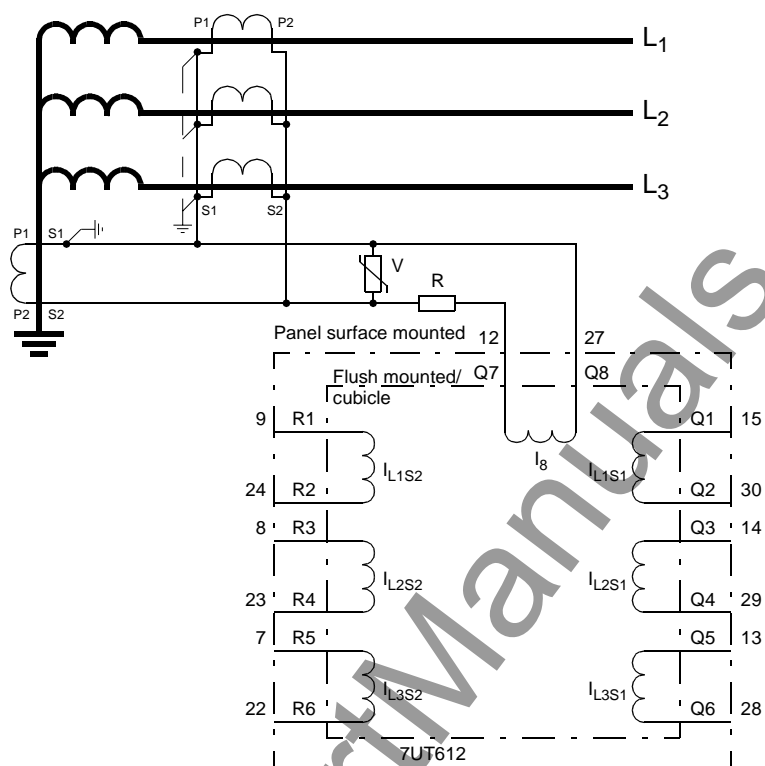 P1 P2
L1
L2
L3
S1 S2
P1 S1
V
R
P2 S2
Panel surface mounted 12 27
Flush mounted/ Q7 Q8
cubicle
9 R1 Q1 15
I8
IL1S2 IL1S1
24 R2 Q2 30
8 R3 Q3 14
IL2S2 IL2S1
23 R4 Q4 29
7 R5 Q5 13
IL3S2 IL3S1
22 R6 Q6 28
7UT612
rtManuals